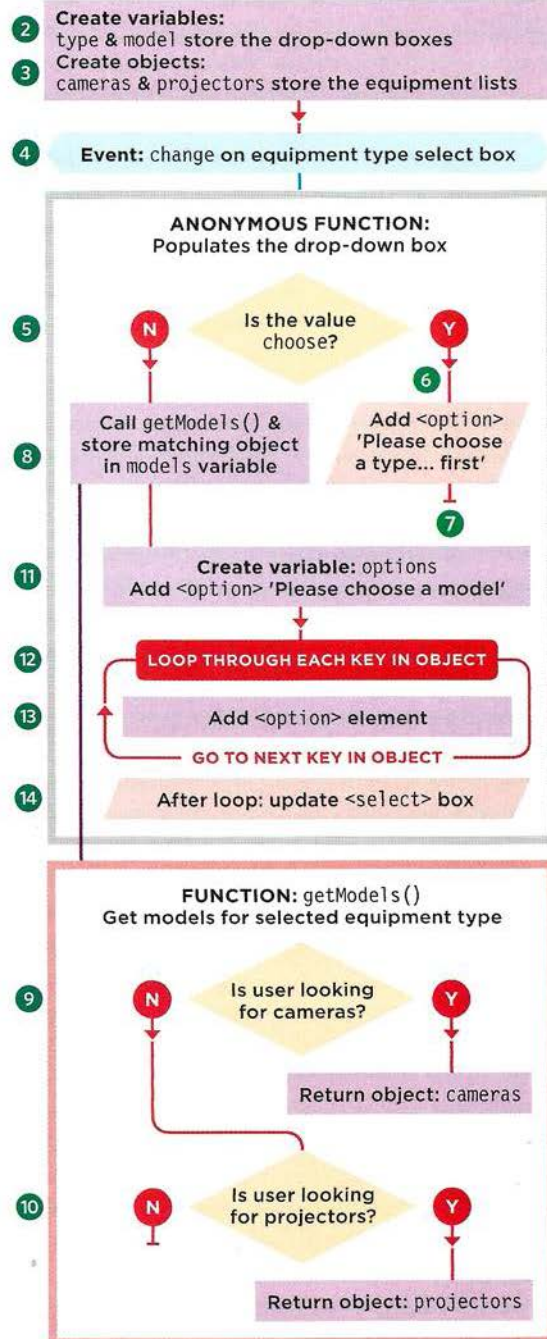 2
Create variables:
type & model store the drop-down boxes
3
Create objects:
cameras & projectors store the equipment lists
4
Event: change on equipment type select box
ANONYMOUS FUNCTION:
Populates the drop-down box
5
N
Is the value
choose?
Y
6
8
Call getModels() &
store matching object
in models variable
Add <option>
'Please choose
a type... first'
7
11
Create variable: options
Add <option> 'Please choose a model'
12
LOOP THROUGH EACH KEY IN OBJECT
13
Add <option> element
GO TO NEXT KEY IN OBJECT
14
After loop: update <select> box
FUNCTION: getModels()
Get models for selected equipment type
9
N
Is user looking
for cameras?
Y
Return object: cameras
10
N
Is user looking
for projectors?
Y
Return object: projectors